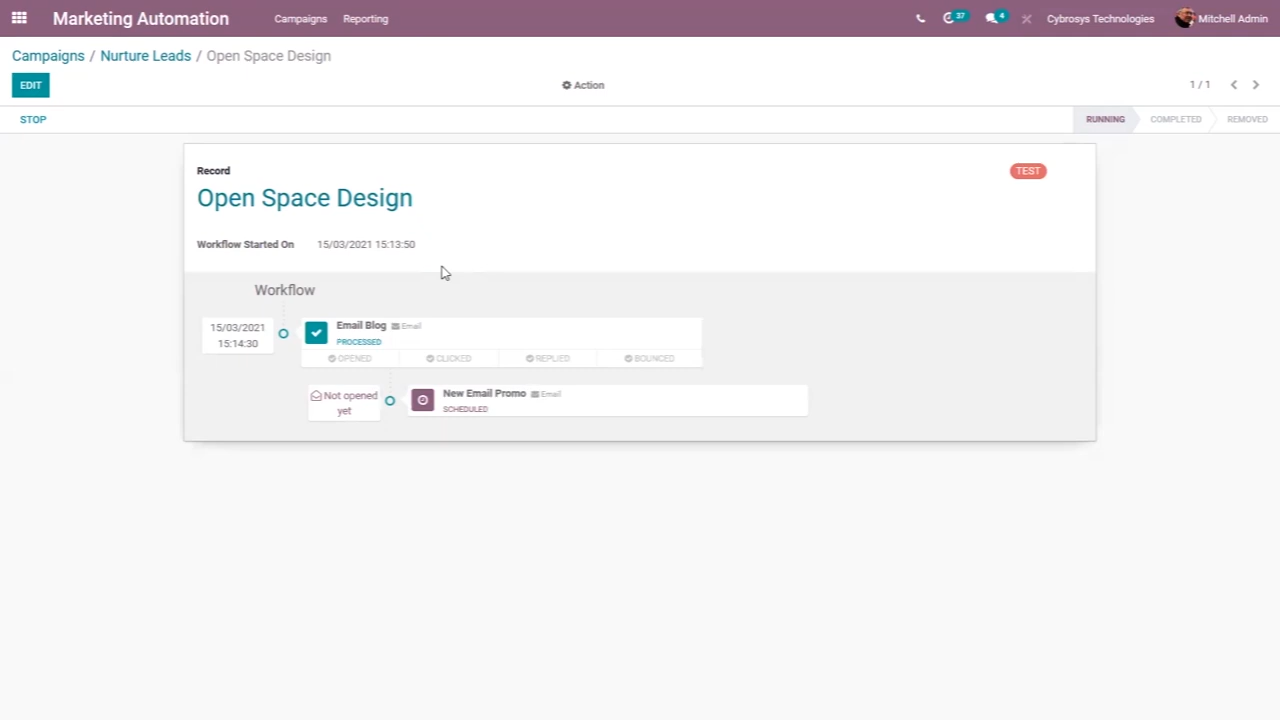 Marketing Automation Campaigns Reporting 37 4 Cybrosys Technologies Mitchell Admin
Campaigns / Nurture Leads / Open Space Design
EDIT Action 1 / 1
STOP RUNNING COMPLETED REMOVED
Record TEST
Open Space Design
Workflow Started On 15/03/2021 15:13:50
Workflow
15/03/2021
15:14:30
Email Blog Email
PROCESSED
OPENED CLICKED REPLIED BOUNCED
Not opened
yet
New Email Promo Email
SCHEDULED